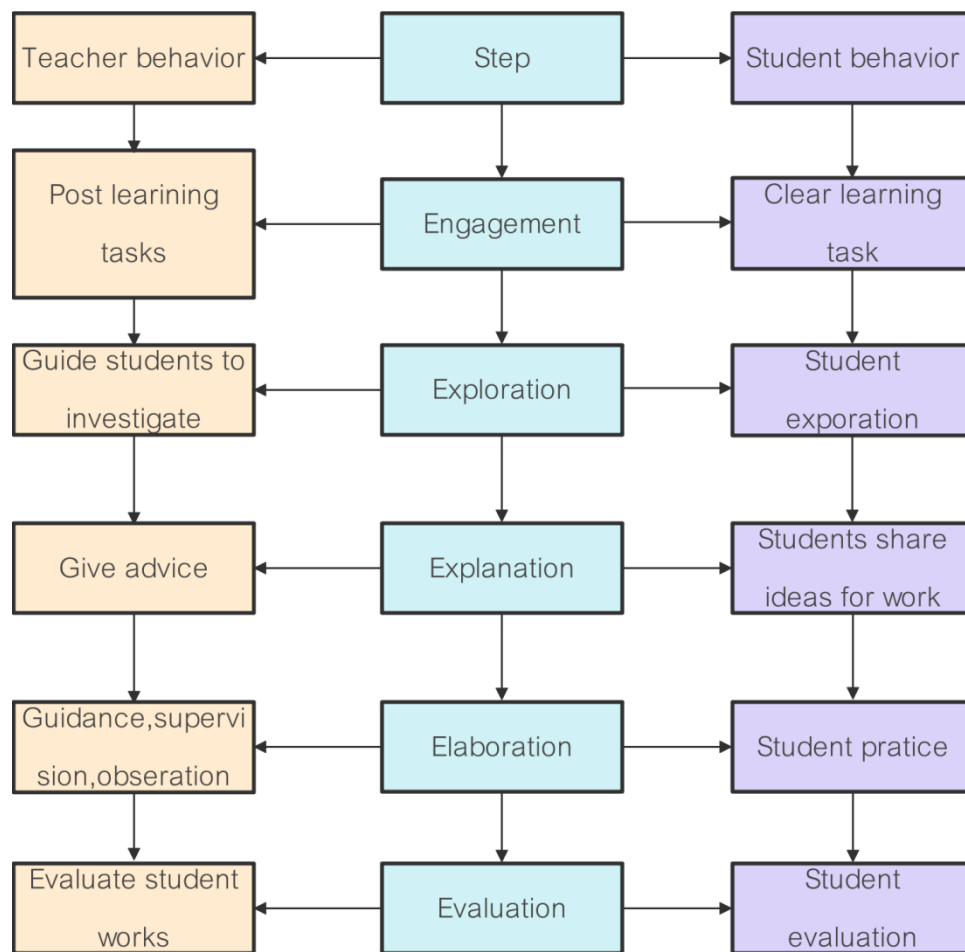 Teacher behavior
Step
Student behavior
Post learining
tasks
Engagement
Clear learning
task
Guide students to
investigate
Exploration
Student
exporation
Give advice
Explanation
Students share
ideas for work
Guidance,supervi
sion,obseration
Elaboration
Student pratice
Evaluate student
works
Evaluation
Student
evaluation